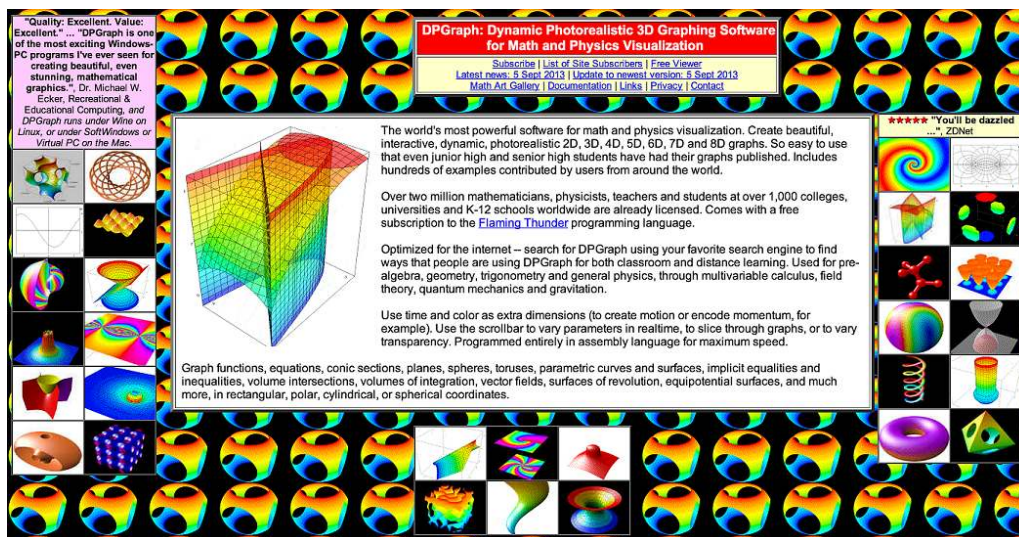 "Quality: Excellent. Value:
Excellent." ... "DPGraph is one
of the most exciting Windows-
PC programs I've ever seen for
creating beautiful, even
stunning, mathematical
graphics.", Dr. Michael W.
Ecker, Recreational &
Educational Computing, and
DPGraph runs under Wine on
Linux, or under SoftWindows or
Virtual PC on the Mac.
DPGraph: Dynamic Photorealistic 3D Graphing Software
for Math and Physics Visualization
Subscribe | List of Site Subscribers | Free Viewer
Latest news: 5 Sept 2013 | Update to newest version: 5 Sept 2013
Math Art Gallery | Documentation | Links | Privacy | Contact
The world's most powerful software for math and physics visualization. Create beautiful,
interactive, dynamic, photorealistic 2D, 3D, 4D, 5D, 6D, 7D and 8D graphs. So easy to use
that even junior high and senior high students have had their graphs published. Includes
hundreds of examples contributed by users from around the world.
Over two million mathematicians, physicists, teachers and students at over 1,000 colleges,
universities and K-12 schools worldwide are already licensed. Comes with a free
subscription to the Flaming Thunder programming language.
Optimized for the internet -- search for DPGraph using your favorite search engine to find
ways that people are using DPGraph for both classroom and distance learning. Used for pre-
algebra, geometry, trigonometry and general physics, through multivariable calculus, field
theory, quantum mechanics and gravitation.
Use time and color as extra dimensions (to create motion or encode momentum, for
example). Use the scrollbar to vary parameters in realtime, to slice through graphs, or to vary
transparency. Programmed entirely in assembly language for maximum speed.
Graph functions, equations, conic sections, planes, spheres, toruses, parametric curves and surfaces, implicit equalities and
inequalities, volume intersections, volumes of integration, vector fields, surfaces of revolution, equipotential surfaces, and much
more, in rectangular, polar, cylindrical, or spherical coordinates.
★★★★★ "You'll be dazzled
...", ZDNet